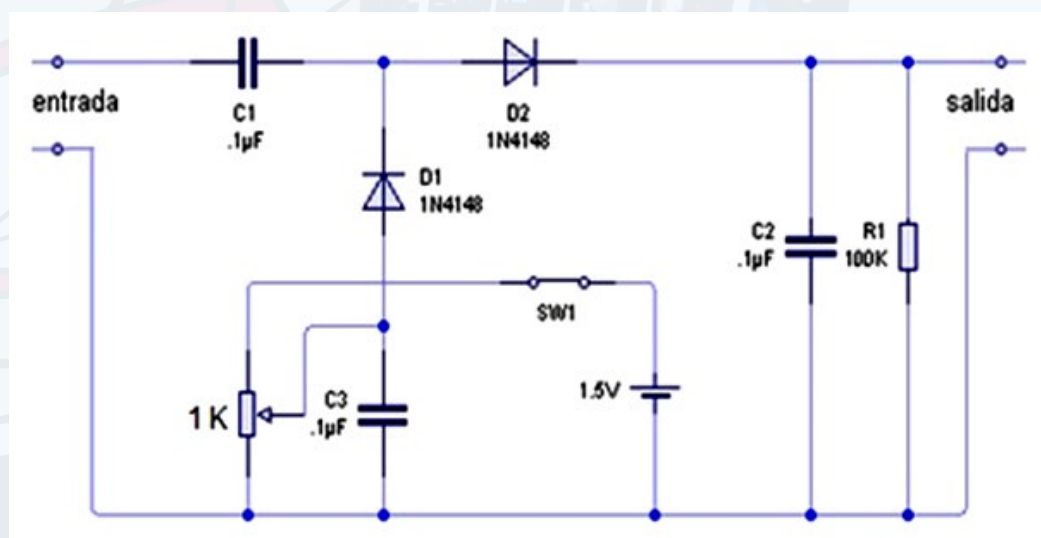 entrada
C1
.1µF
D2
1N4148
salida
D1
1N4148
C2
.1µF
R1
100K
SW1
1.5V
1 K
C3
.1µF